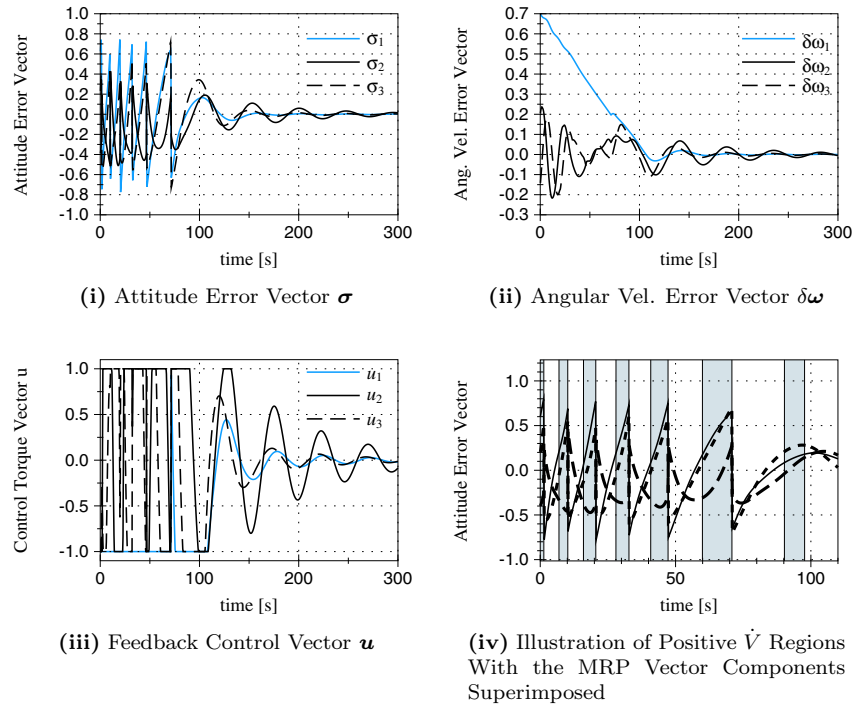 Attitude Error Vector
1.0
0.8
0.6
0.4
0.2
0.0
-0.2
-0.4
-0.6
-0.8
-1.0
σ1
σ2
σ3
0 100 200 300
time [s]
(i) Attitude Error Vector σ
Ang. Vel. Error Vector
0.7
0.6
0.5
0.4
0.3
0.2
0.1
0.0
-0.1
-0.2
-0.3
δω1
δω2
δω3
0 100 200 300
time [s]
(ii) Angular Vel. Error Vector δω
Control Torque Vector u
1.0
0.5
0.0
-0.5
-1.0
u1
u2
u3
0 100 200 300
time [s]
(iii) Feedback Control Vector u
Attitude Error Vector
1.0
0.5
0.0
-0.5
-1.0
0 50 100
time [s]
(iv) Illustration of Positive V̇ Regions
With the MRP Vector Components
Superimposed